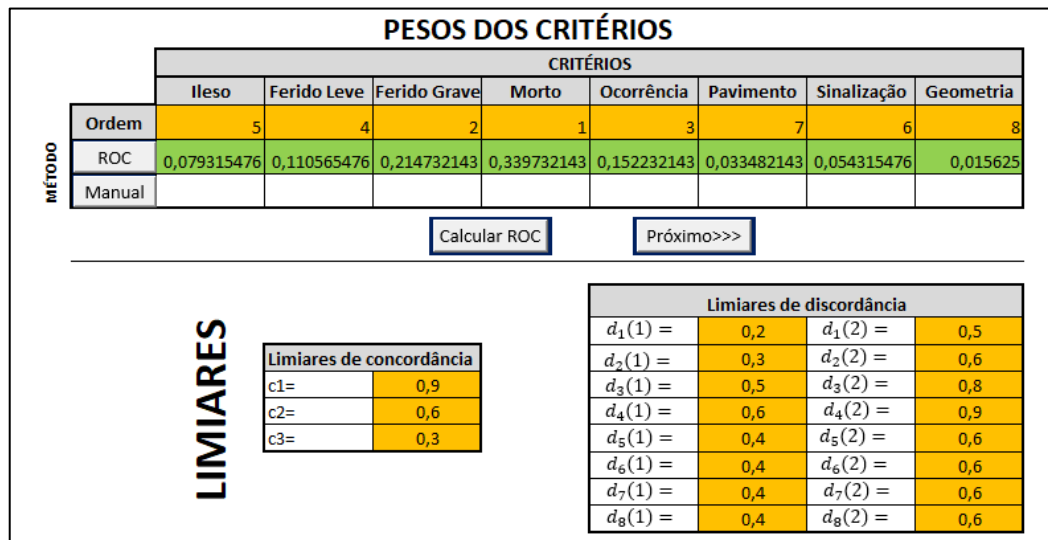 PESOS DOS CRITÉRIOS
CRITÉRIOS
Ileso Ferido Leve Ferido Grave Morto Ocorrência Pavimento Sinalização Geometria
MÉTODO
Ordem 5 4 2 1 3 7 6 8
ROC 0,079315476 0,110565476 0,214732143 0,339732143 0,152232143 0,033482143 0,054315476 0,015625
Manual
Calcular ROC Próximo>>>
LIMIARES
Limiares de concordância
c1= 0,9
c2= 0,6
c3= 0,3
Limiares de discordância
d₁(1) = 0,2 d₁(2) = 0,5
d₂(1) = 0,3 d₂(2) = 0,6
d₃(1) = 0,5 d₃(2) = 0,8
d₄(1) = 0,6 d₄(2) = 0,9
d₅(1) = 0,4 d₅(2) = 0,6
d₆(1) = 0,4 d₆(2) = 0,6
d₇(1) = 0,4 d₇(2) = 0,6
d₈(1) = 0,4 d₈(2) = 0,6